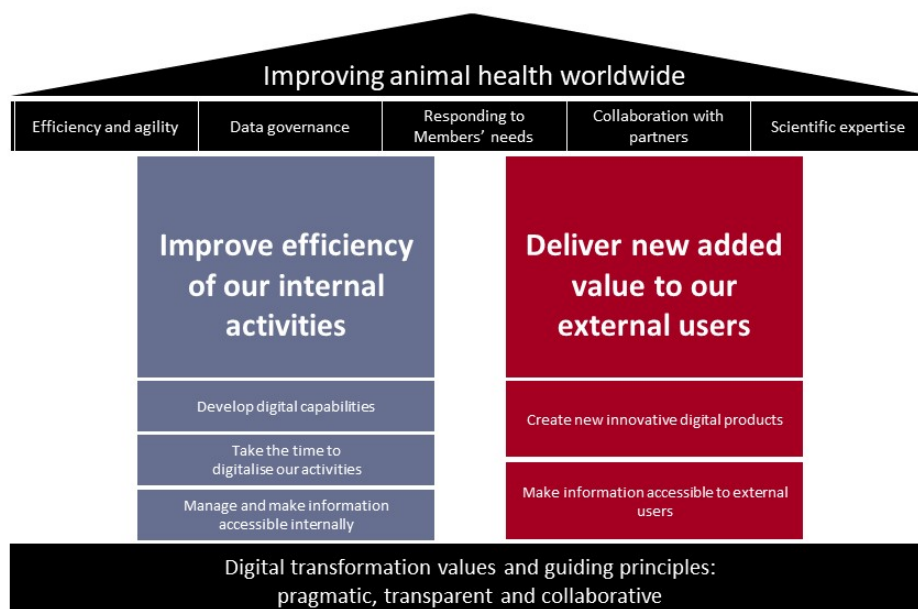 Improving animal health worldwide
Efficiency and agility
Data governance
Responding to
Members’ needs
Collaboration with
partners
Scientific expertise
Improve efficiency
of our internal
activities
Develop digital capabilities
Take the time to
digitalise our activities
Manage and make information
accessible internally
Deliver new added
value to our
external users
Create new innovative digital products
Make information accessible to external
users
Digital transformation values and guiding principles:
pragmatic, transparent and collaborative